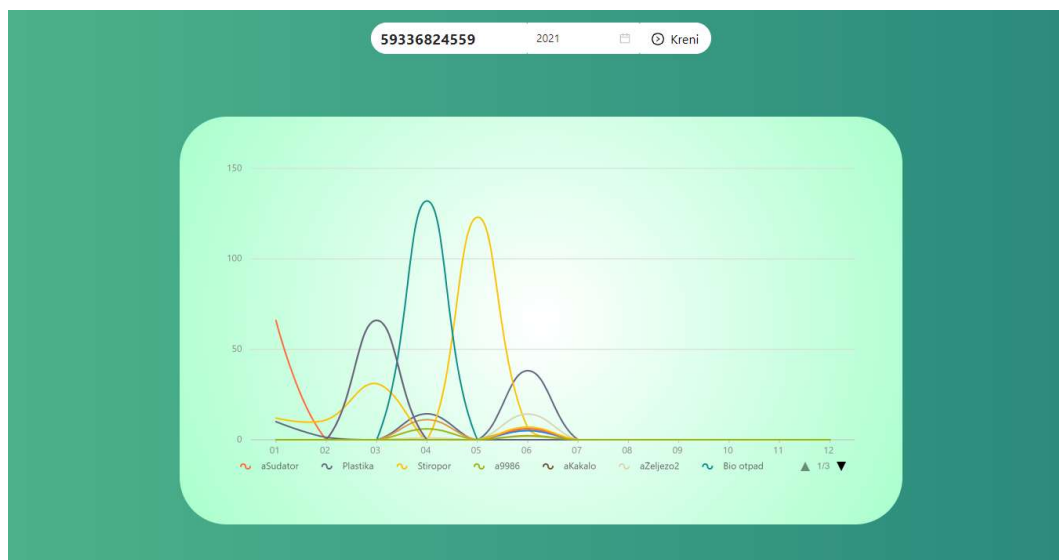 59336824559 2021 Kreni
150
100
50
0
01 02 03 04 05 06 07 08 09 10 11 12
aSudator Plastika Stiropor a9986 aKakalo aZeljezo2 Bio otpad 1/3